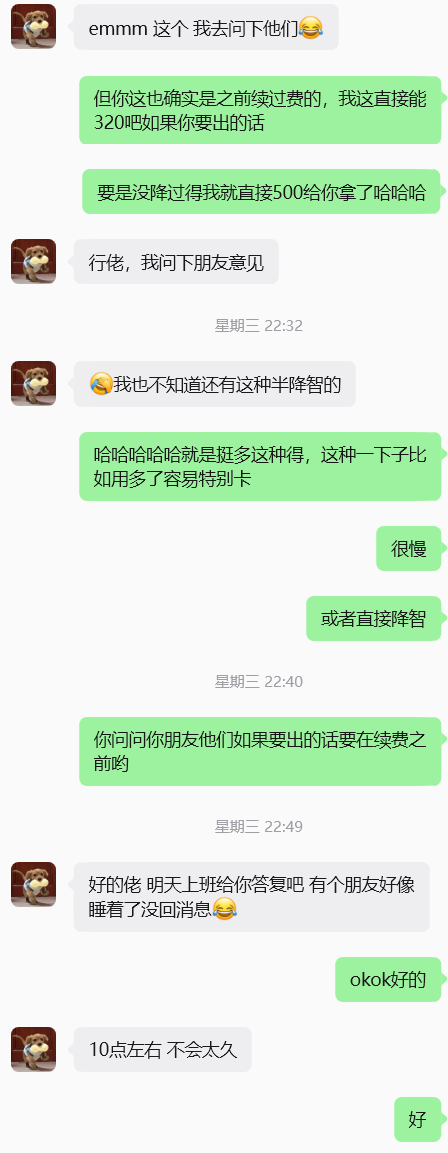 emmm 这个 我去问下他们😂
但你这也确实是之前续过费的，我这直接能
320吧如果你要出的话
要是没降过得我就直接500给你拿了哈哈哈
行佬，我问下朋友意见
星期三 22:32
🤣我也不知道还有这种半降智的
哈哈哈哈哈就是挺多这种得，这种一下子比
如用多了容易特别卡
很慢
或者直接降智
星期三 22:40
你问问你朋友他们如果要出的话要在续费之
前哟
星期三 22:49
好的佬 明天上班给你答复吧 有个朋友好像
睡着了没回消息😂
okok好的
10点左右 不会太久
好